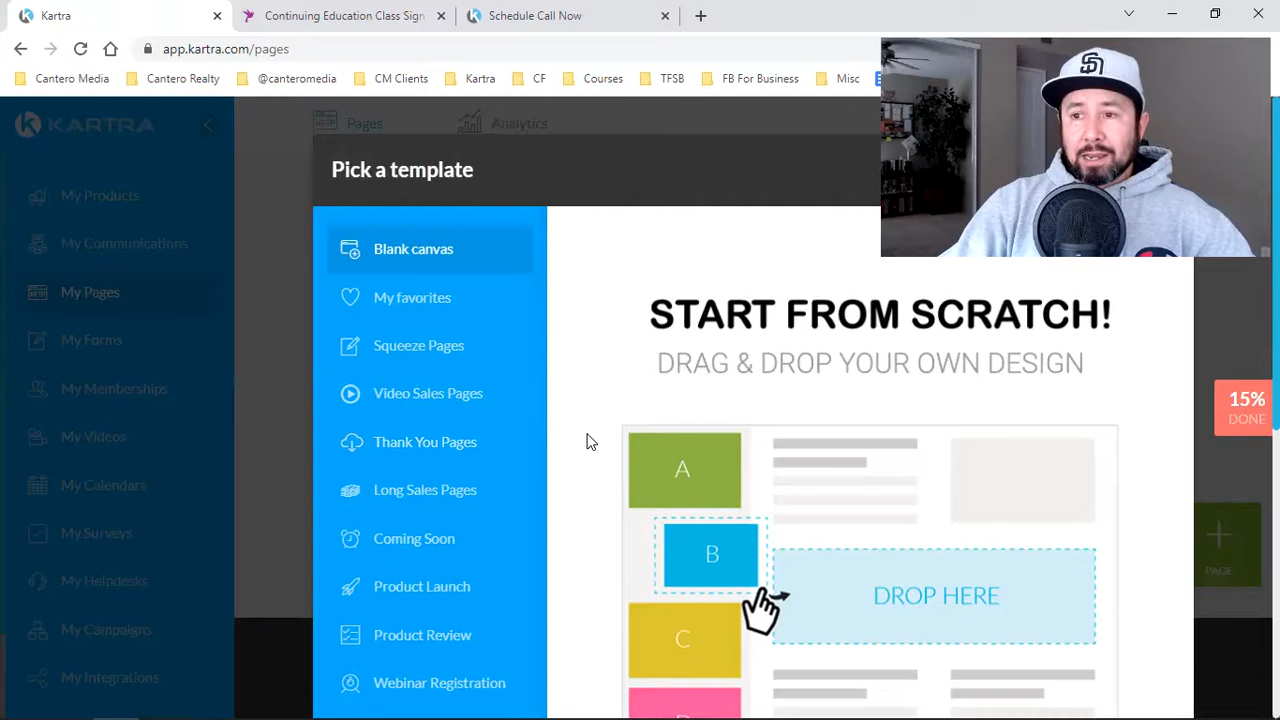 Kartra
Continuing Education Class Sign
Schedule Call Now
app.kartra.com/pages
Cantero Media
Cantero Realty
@canteromedia
CM Clients
Kartra
CF
Courses
TFSB
FB For Business
Misc
KARTRA
Pages
Analytics
Pick a template
My Products
My Communications
My Pages
My Forms
My Memberships
My Videos
My Calendars
My Surveys
My Helpdesks
My Campaigns
My Integrations
Blank canvas
My favorites
Squeeze Pages
Video Sales Pages
Thank You Pages
Long Sales Pages
Coming Soon
Product Launch
Product Review
Webinar Registration
START FROM SCRATCH!
DRAG & DROP YOUR OWN DESIGN
A
B
DROP HERE
C
15%
DONE
PAGE
SD